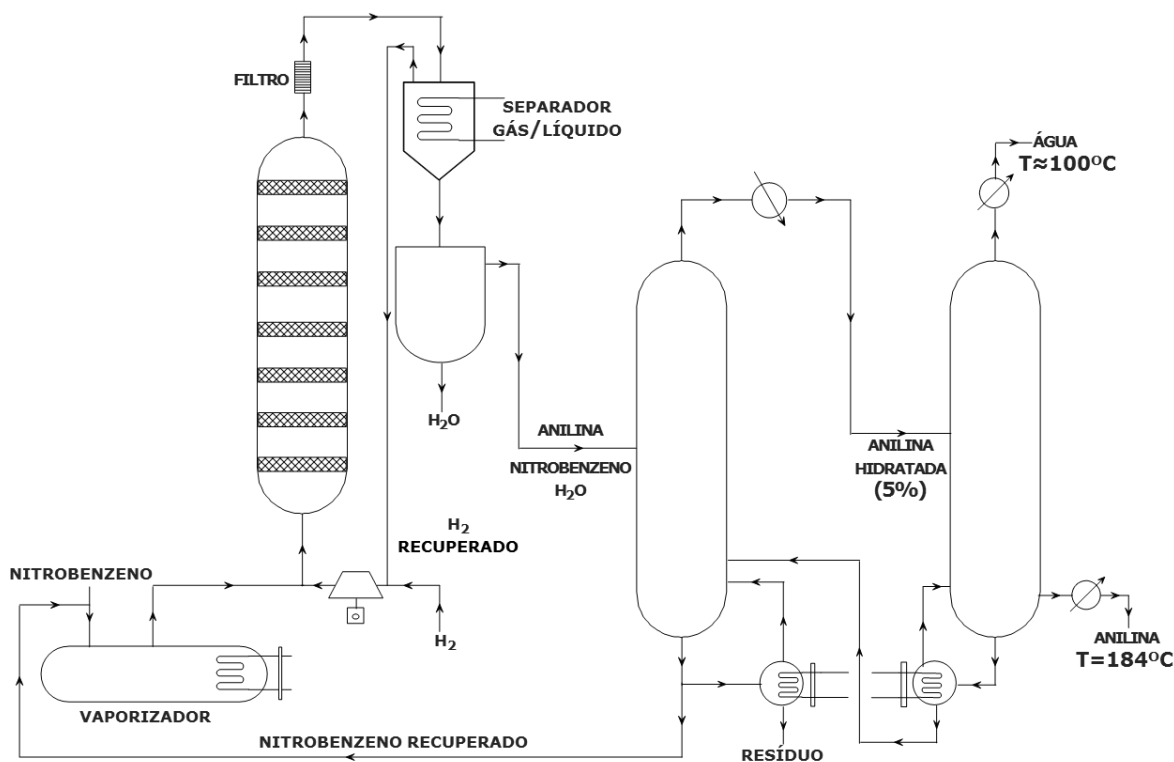 FILTRO
SEPARADOR
GÁS/LÍQUIDO
ÁGUA
T≈100ºC
H₂O
ANILINA
NITROBENZENO
H₂O
ANILINA
HIDRATADA
(5%)
H₂
RECUPERADO
NITROBENZENO
H₂
VAPORIZADOR
ANILINA
T=184ºC
NITROBENZENO RECUPERADO
RESÍDUO